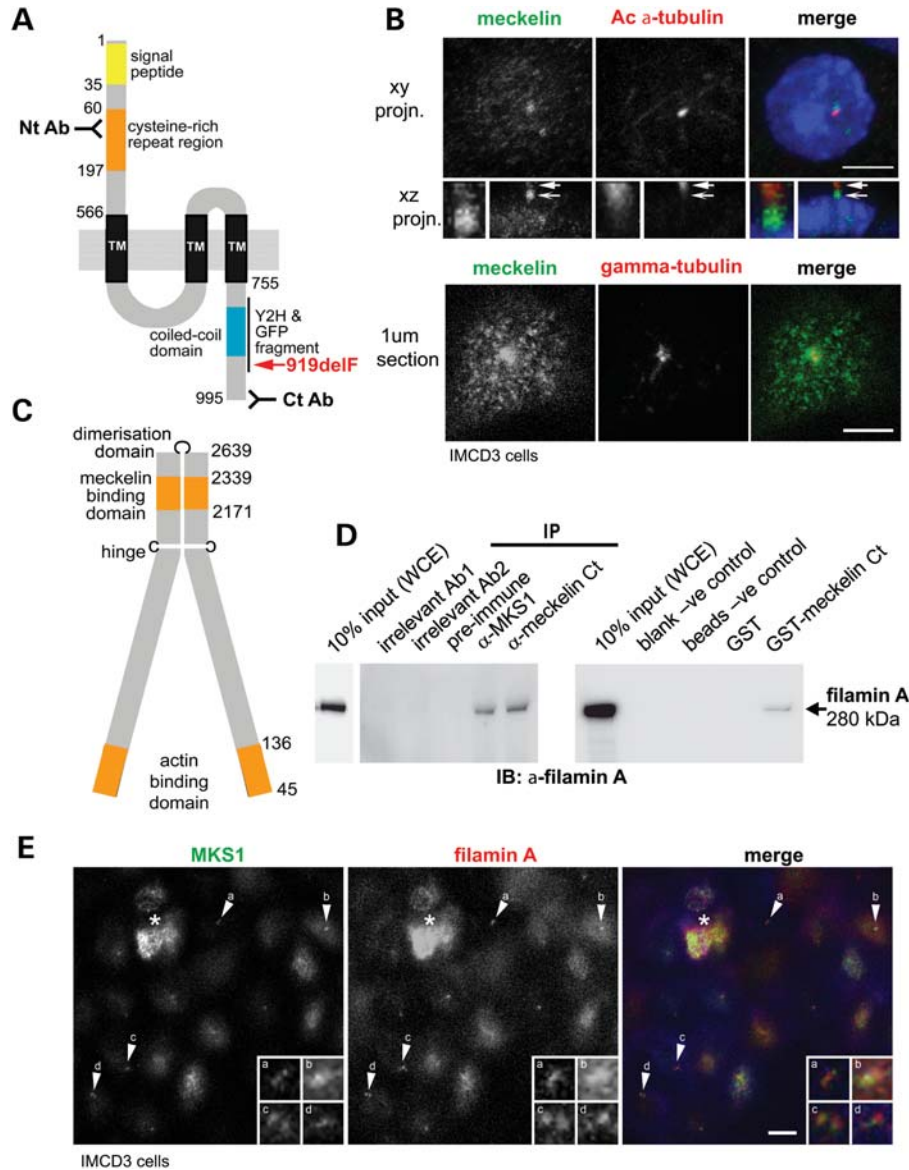 A
1
signal
peptide
35
60
Nt Ab
cysteine-rich
repeat region
197
566
TM
TM
TM
755
Y2H &
GFP
fragment
coiled-coil
domain
919delF
995
Ct Ab
B
meckelin
Ac a-tubulin
merge
xy
projn.
xz
projn.
meckelin
gamma-tubulin
merge
1um
section
IMCD3 cells
C
dimerisation
domain
2639
meckelin
binding
domain
2339
2171
hinge
136
actin
binding
domain
45
D
IP
10% input (WCE)
irrelevant Ab1
irrelevant Ab2
pre-immune
α-MKS1
α-meckelin Ct
10% input (WCE)
blank –ve control
beads –ve control
GST
GST-meckelin Ct
filamin A
280 kDa
IB: a-filamin A
E
MKS1
filamin A
merge
a
b
*
c
d
a
b
c
d
a
b
*
c
d
a
b
c
d
a
b
*
c
d
a
b
c
d
IMCD3 cells